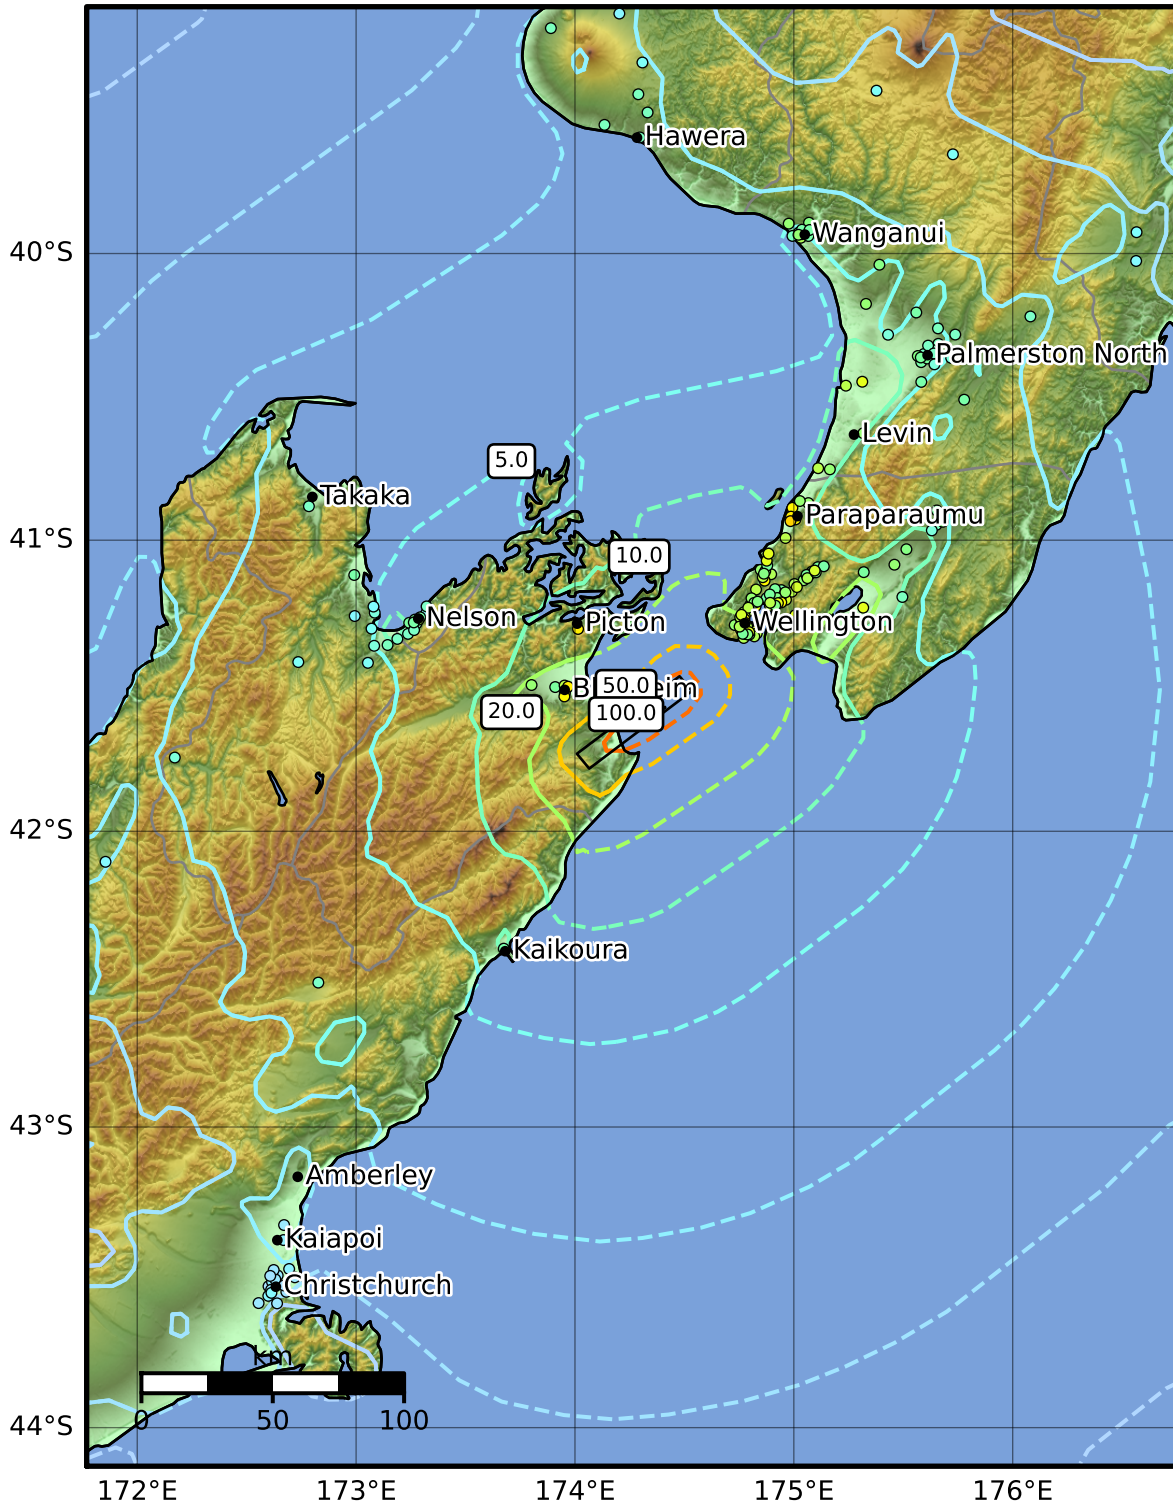 Hawera
Wanganui
40°S
Palmerston North
Levin
5.0
Takaka
Paraparaumu
41°S
10.0
Nelson
Picton
Wellington
50.0
20.0
100.0
42°S
Kaikoura
43°S
Amberley
Kaiapoi
Christchurch
km
0
50
100
44°S
172°E
173°E
174°E
175°E
176°E